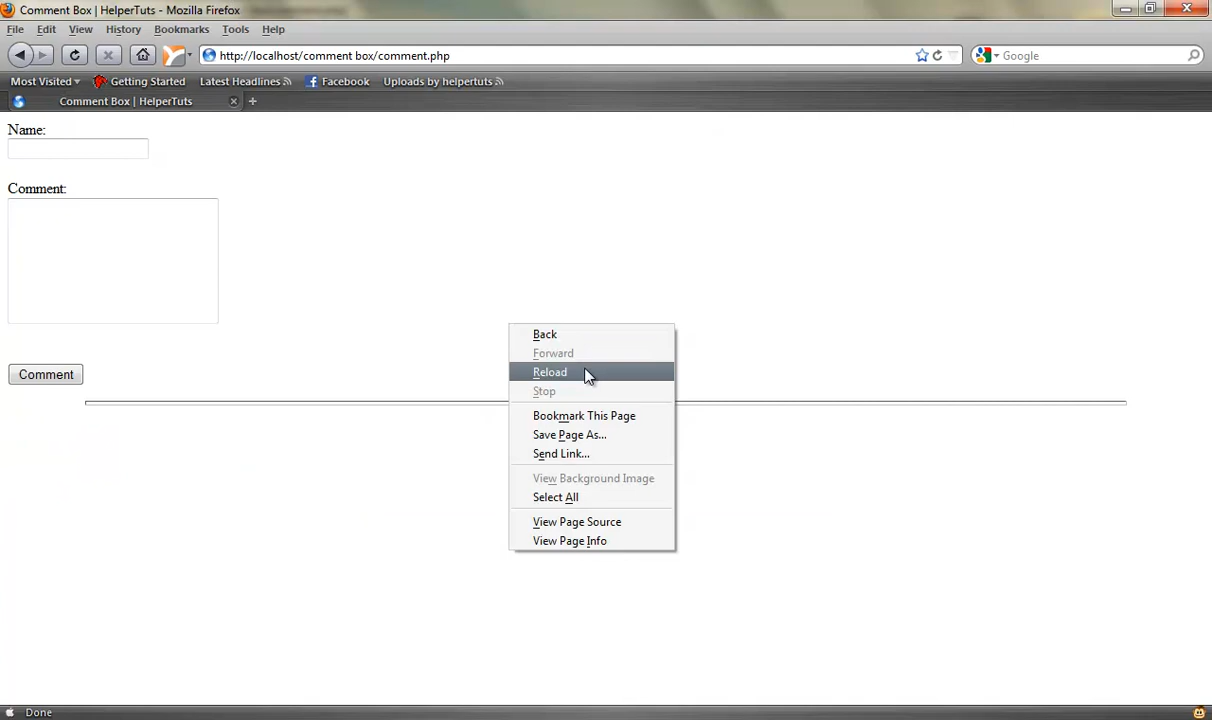 Comment Box | HelperTuts - Mozilla Firefox
File Edit View History Bookmarks Tools Help
http://localhost/comment box/comment.php
Google
Most Visited Getting Started Latest Headlines Facebook Uploads by helpertuts
Comment Box | HelperTuts
Name:
Comment:
Comment
Back
Forward
Reload
Stop
Bookmark This Page
Save Page As...
Send Link...
View Background Image
Select All
View Page Source
View Page Info
Done